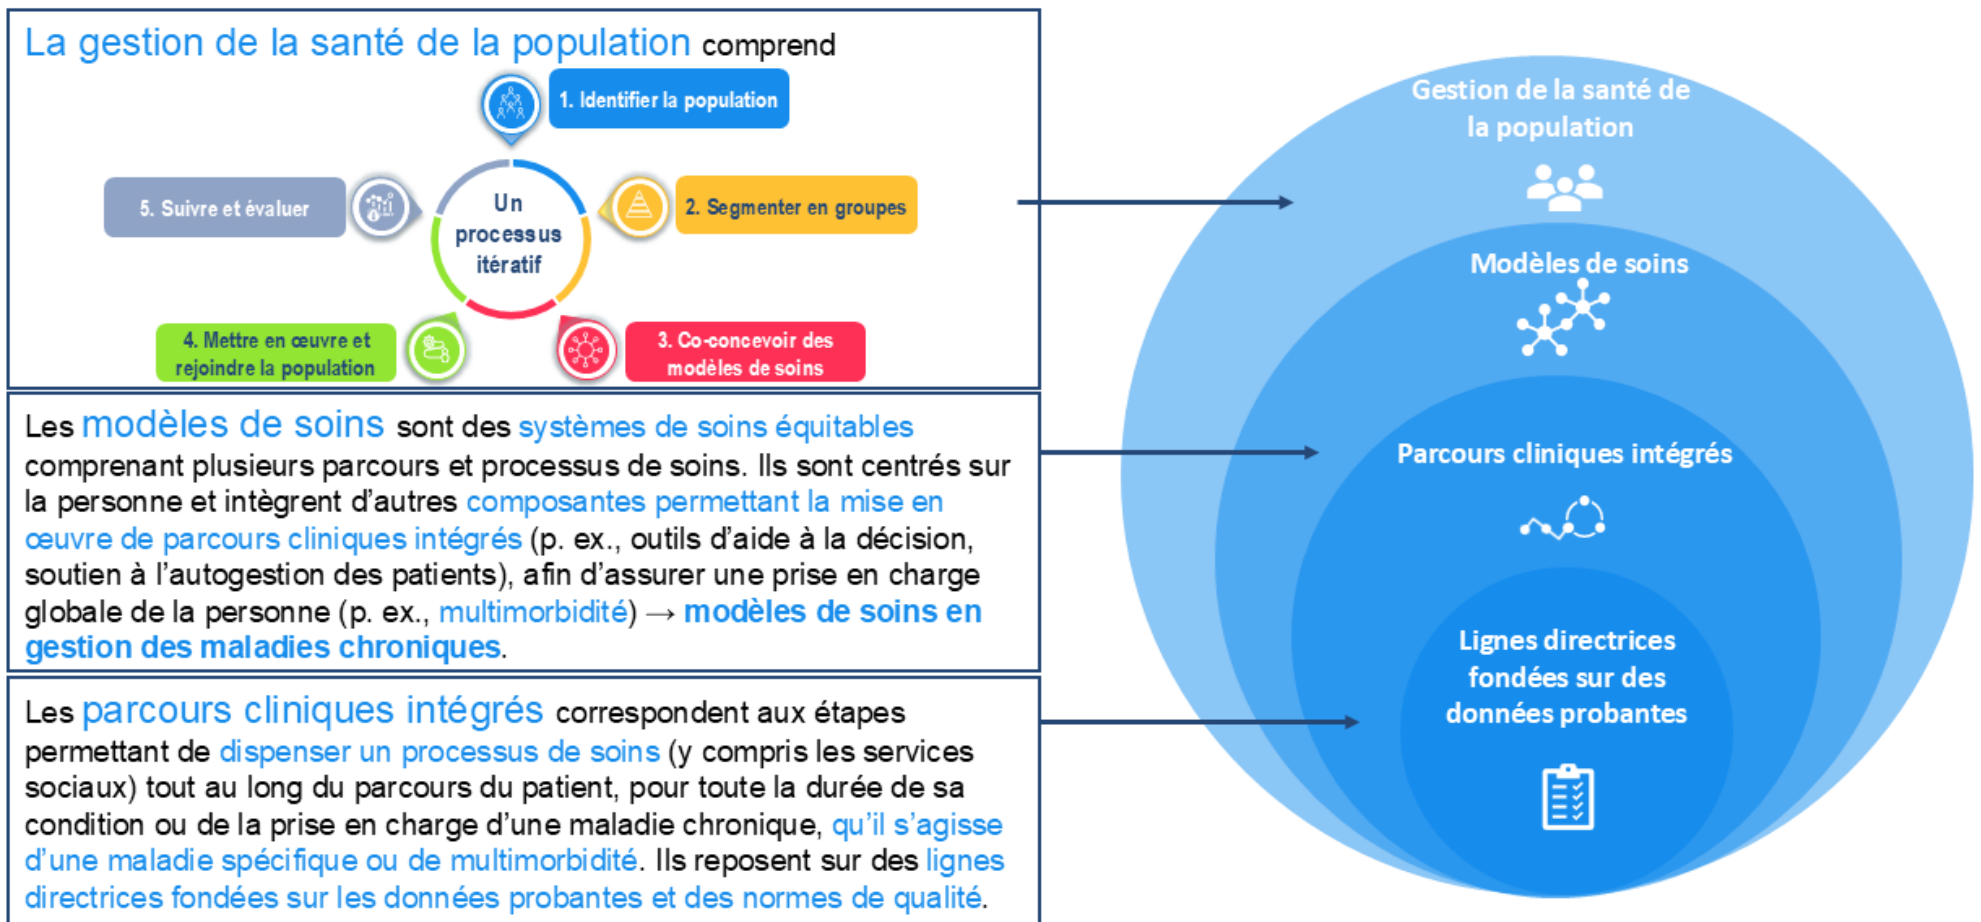 La gestion de la santé de la population comprend
1. Identifier la population
2. Segmenter en groupes
3. Co-concevoir des
modèles de soins
4. Mettre en œuvre et
rejoindre la population
5. Suivre et évaluer
Un
processus
itératif
Les modèles de soins sont des systèmes de soins équitables
comprenant plusieurs parcours et processus de soins. Ils sont centrés sur
la personne et intègrent d’autres composantes permettant la mise en
œuvre de parcours cliniques intégrés (p. ex., outils d’aide à la décision,
soutien à l’autogestion des patients), afin d’assurer une prise en charge
globale de la personne (p. ex., multimorbidité) → modèles de soins en
gestion des maladies chroniques.
Les parcours cliniques intégrés correspondent aux étapes
permettant de dispenser un processus de soins (y compris les services
sociaux) tout au long du parcours du patient, pour toute la durée de sa
condition ou de la prise en charge d’une maladie chronique, qu’il s’agisse
d’une maladie spécifique ou de multimorbidité. Ils reposent sur des lignes
directrices fondées sur les données probantes et des normes de qualité.
Gestion de la santé de
la population
Modèles de soins
Parcours cliniques intégrés
Lignes directrices
fondées sur des
données probantes